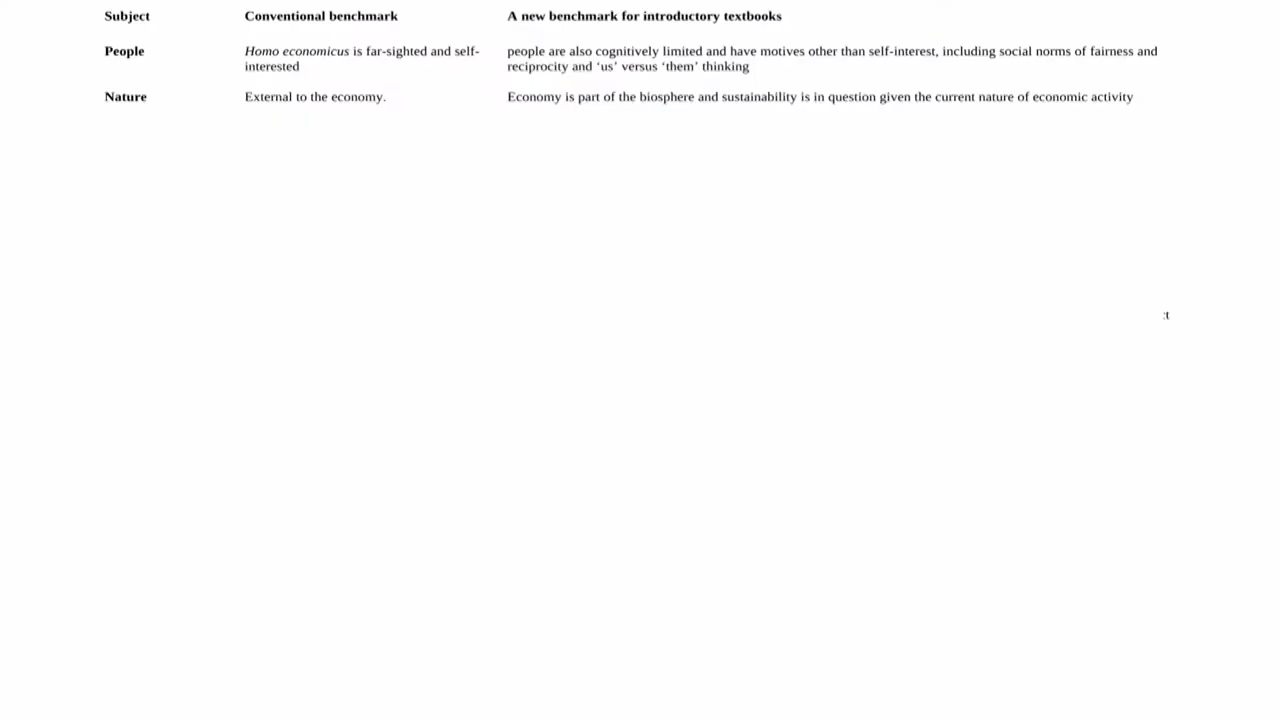 Subject Conventional benchmark A new benchmark for introductory textbooks
People Homo economicus is far-sighted and self- people are also cognitively limited and have motives other than self-interest, including social norms of fairness and
interested reciprocity and ‘us’ versus ‘them’ thinking
Nature External to the economy. Economy is part of the biosphere and sustainability is in question given the current nature of economic activity
:t